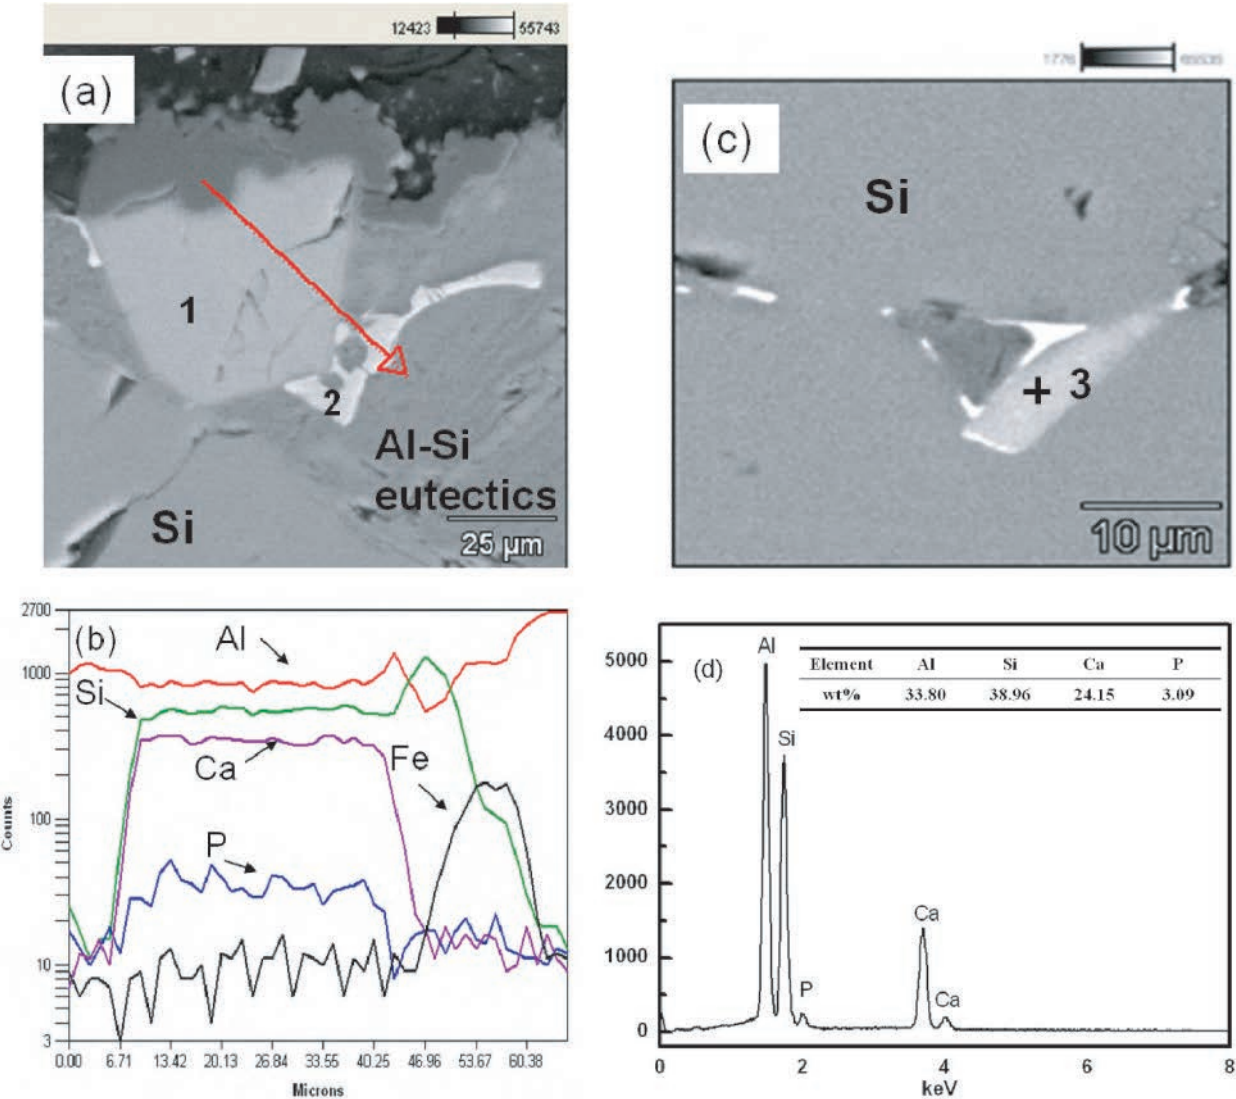 12423 55743
(a)
1
2
Al-Si
eutectics
Si
25 µm
1776 65535
(c)
Si
+ 3
10 µm
(b)
2700
1000
100
10
3
Counts
Al
Si
Ca
Fe
P
0.00 6.71 13.42 20.13 26.84 33.55 40.25 46.96 53.67 60.38
Microns
(d)
Element Al Si Ca P
wt% 33.80 38.96 24.15 3.09
5000
4000
3000
2000
1000
0
Al
Si
P
Ca
Ca
0 2 4 6 8
keV